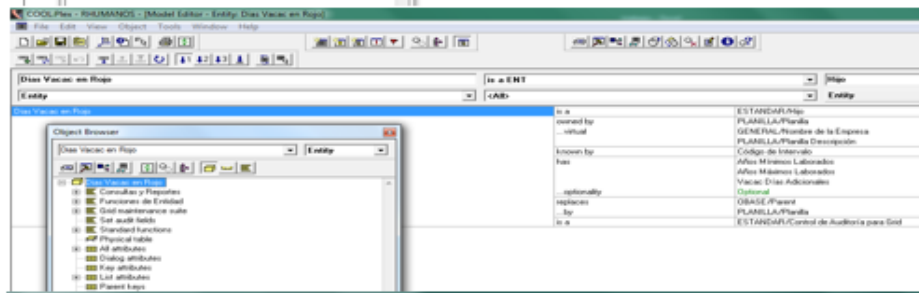 COOL:Plex - RHUMANOS - [Model Editor - Entity: Dias Vacac en Rojo]
File Edit View Object Tools Window Help
Dias Vacac en Rojo is a ENT Hijo
Entity <All> Entity
Dias Vacac en Rojo is a ESTANDAR/Hijo
owned by PLANILLA/Planilla
...virtual GENERAL/Nombre de la Empresa
PLANILLA/Planilla Descripción
known by Código de Intervalo
has Años Mínimos Laborados
Años Máximos Laborados
Vacac Días Adicionales
...optionality Optional
replaces OBASE/Parent
...by PLANILLA/Planilla
is a ESTANDAR/Control de Auditoría para Grid
Object Browser
Dias Vacac en Rojo Entity
Dias Vacac en Rojo
Consultas y Reportes
Funciones de Entidad
Grid maintenance suite
Set audit fields
Standard functions
Physical table
All attributes
Dialog attributes
Key attributes
List attributes
Parent keys